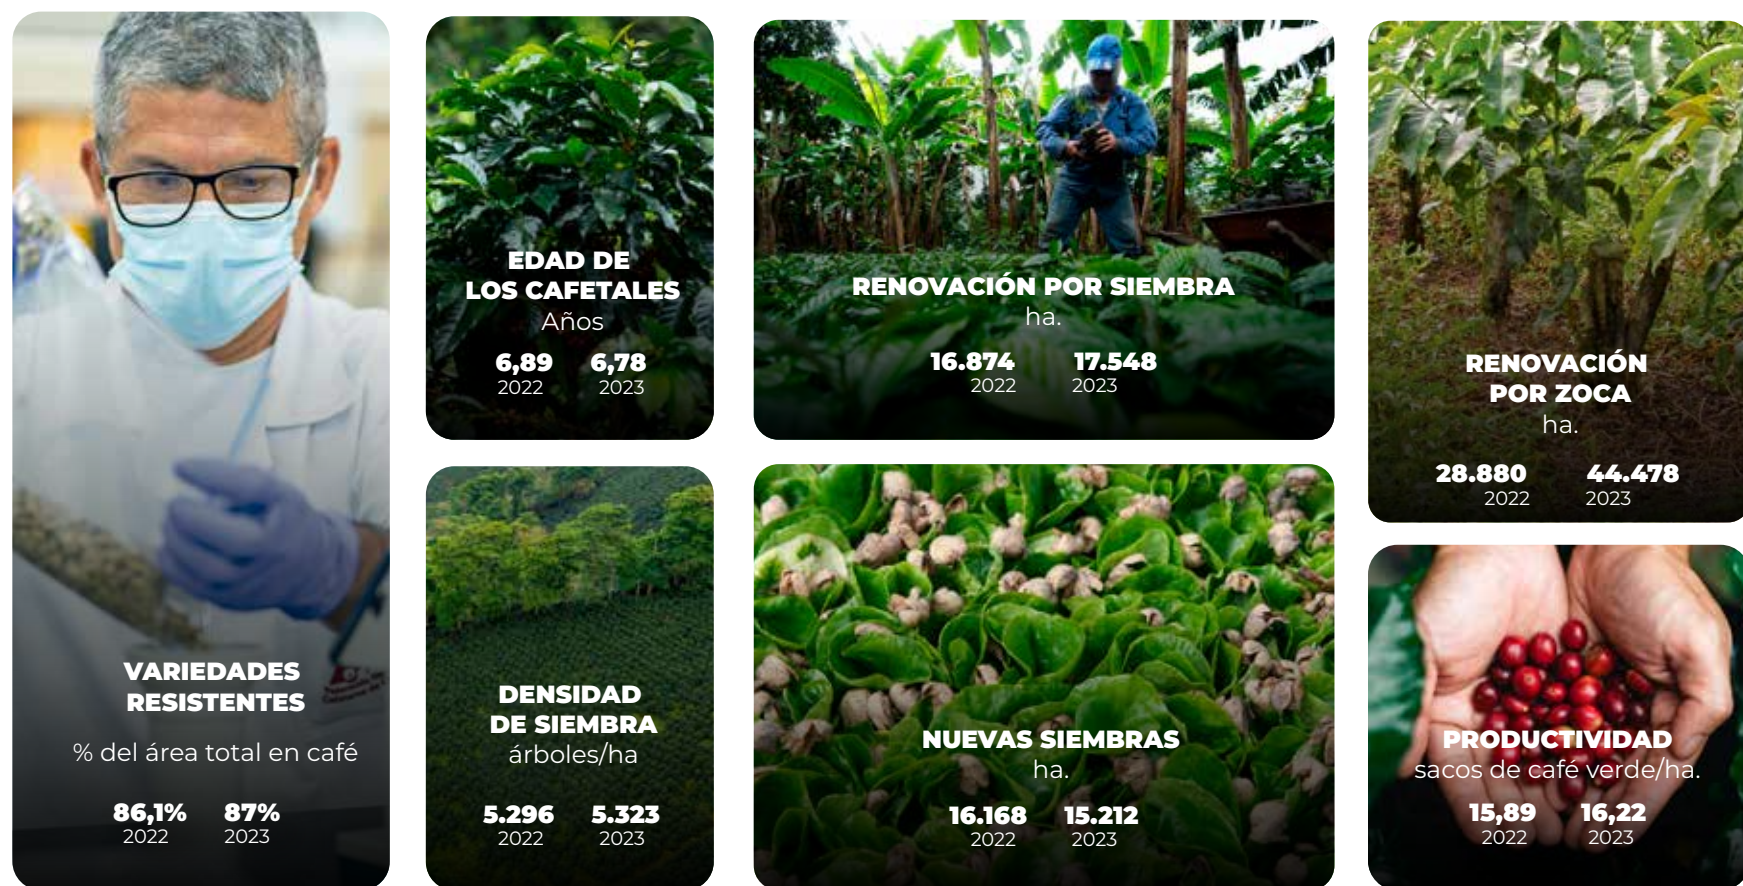 VARIEDADES
RESISTENTES
% del área total en café
86,1% 87%
2022 2023
EDAD DE
LOS CAFETALES
Años
6,89 6,78
2022 2023
DENSIDAD
DE SIEMBRA
árboles/ha
5.296 5.323
2022 2023
RENOVACIÓN POR SIEMBRA
ha.
16.874 17.548
2022 2023
NUEVAS SIEMBRAS
ha.
16.168 15.212
2022 2023
RENOVACIÓN
POR ZOCA
ha.
28.880 44.478
2022 2023
PRODUCTIVIDAD
sacos de café verde/ha.
15,89 16,22
2022 2023